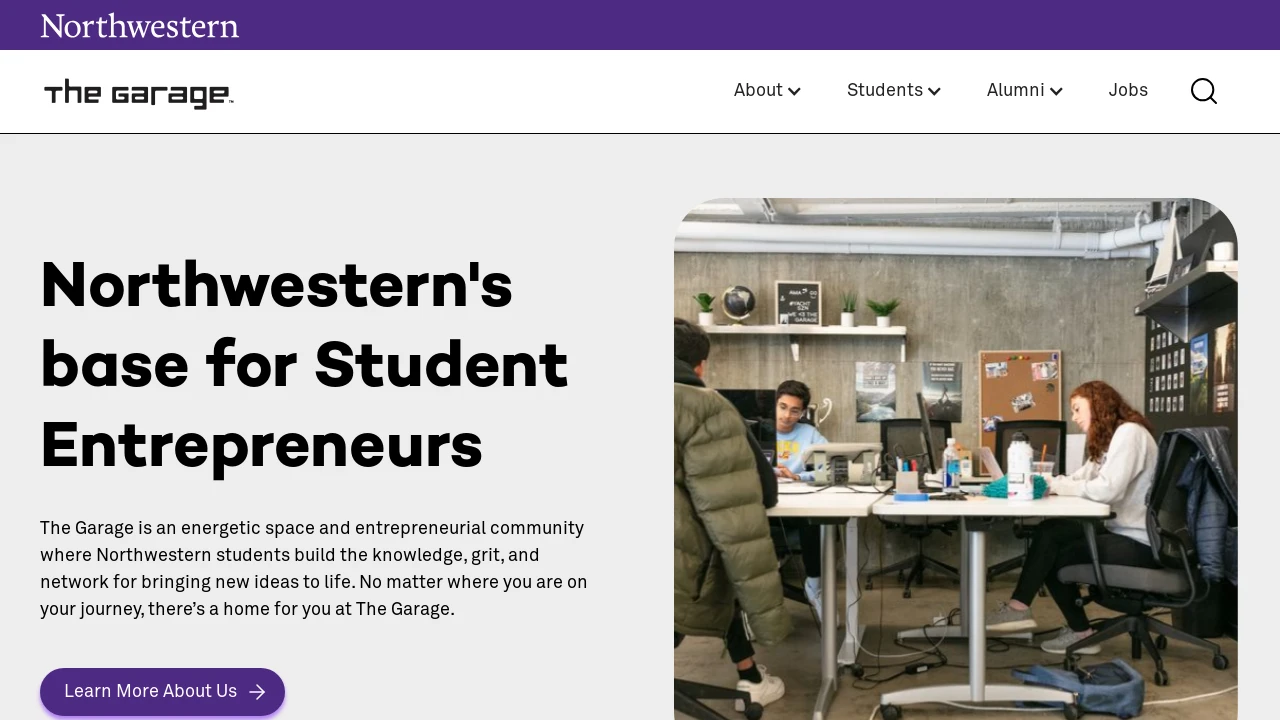 Northwestern
The Garage™
About
Students
Alumni
Jobs
Northwestern's
base for Student
Entrepreneurs
The Garage is an energetic space and entrepreneurial community
where Northwestern students build the knowledge, grit, and
network for bringing new ideas to life. No matter where you are on
your journey, there’s a home for you at The Garage.
Learn More About Us